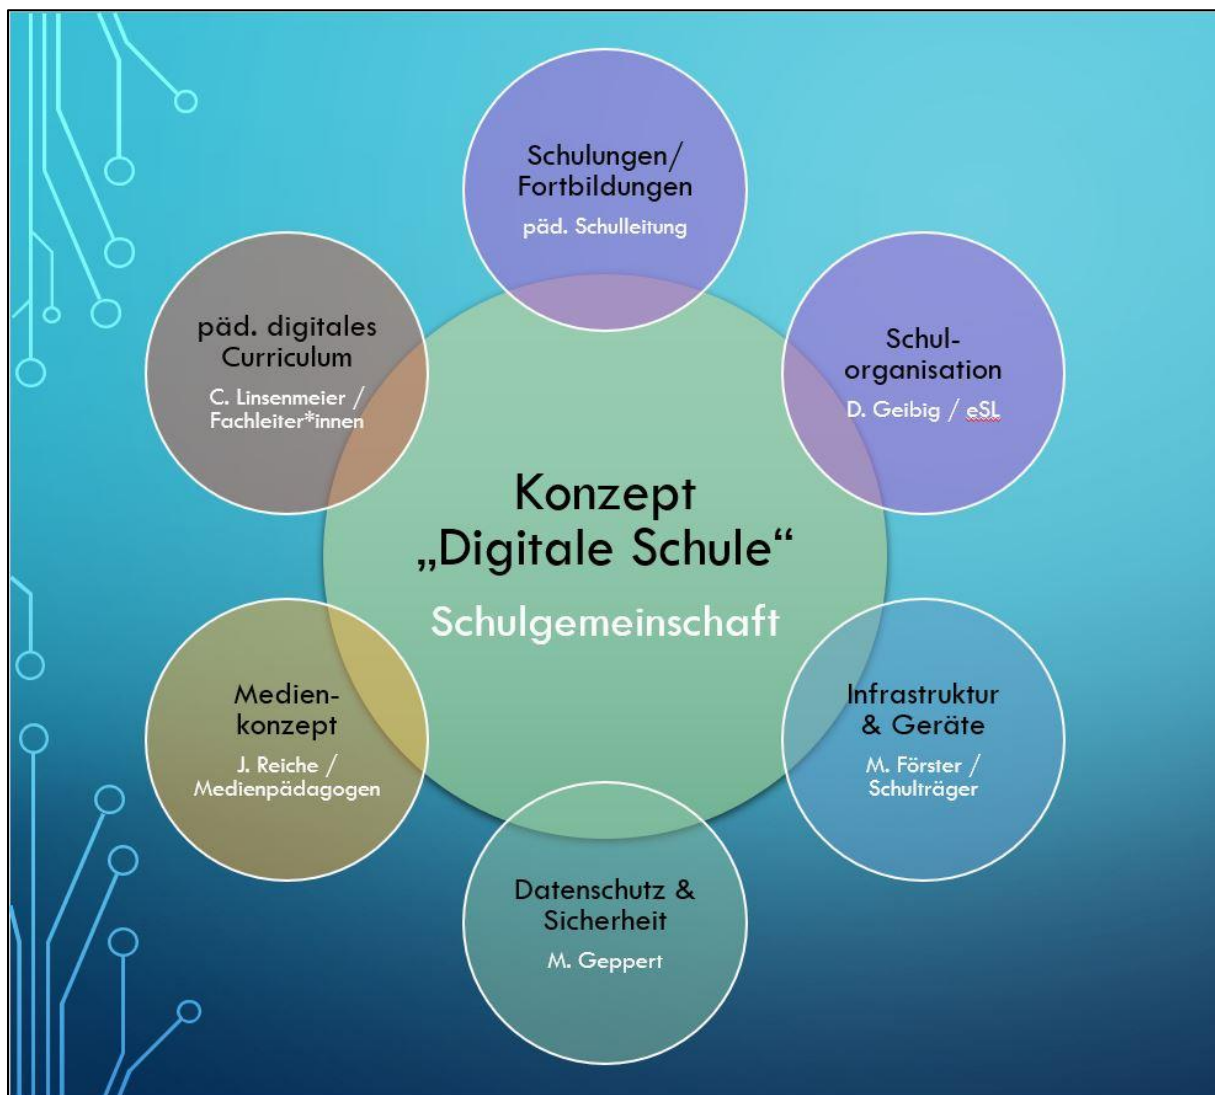 Schulungen/
Fortbildungen
päd. Schulleitung
päd. digitales
Curriculum
C. Linsenmeier /
Fachleiter*innen
Schul-
organisation
D. Geibig / eSL
Konzept
„Digitale Schule“
Schulgemeinschaft
Medien-
konzept
J. Reiche /
Medienpädagogen
Infrastruktur
& Geräte
M. Förster /
Schulträger
Datenschutz &
Sicherheit
M. Geppert